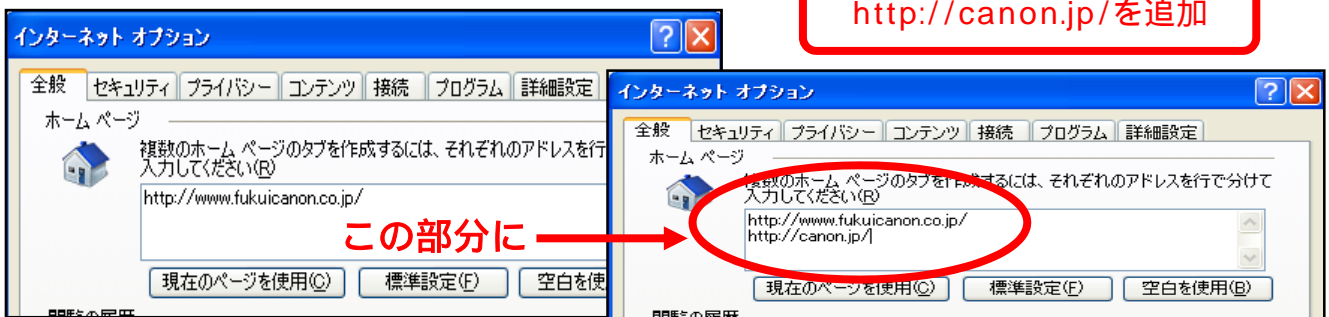 http://canon.jp/を追加
インターネット オプション
全般 セキュリティ プライバシー コンテンツ 接続 プログラム 詳細設定
ホーム ページ
複数のホーム ページのタブを作成するには、それぞれのアドレスを行
入力してください(R)
http://www.fukuicanon.co.jp/
この部分に
現在のページを使用(C) 標準設定(F) 空白を使
閲覧の履歴
インターネット オプション
全般 セキュリティ プライバシー コンテンツ 接続 プログラム 詳細設定
ホーム ページ
複数のホーム ページのタブを作成するには、それぞれのアドレスを行で分けて
入力してください(R)
http://www.fukuicanon.co.jp/
http://canon.jp/
現在のページを使用(C) 標準設定(F) 空白を使用(B)
閲覧の履歴